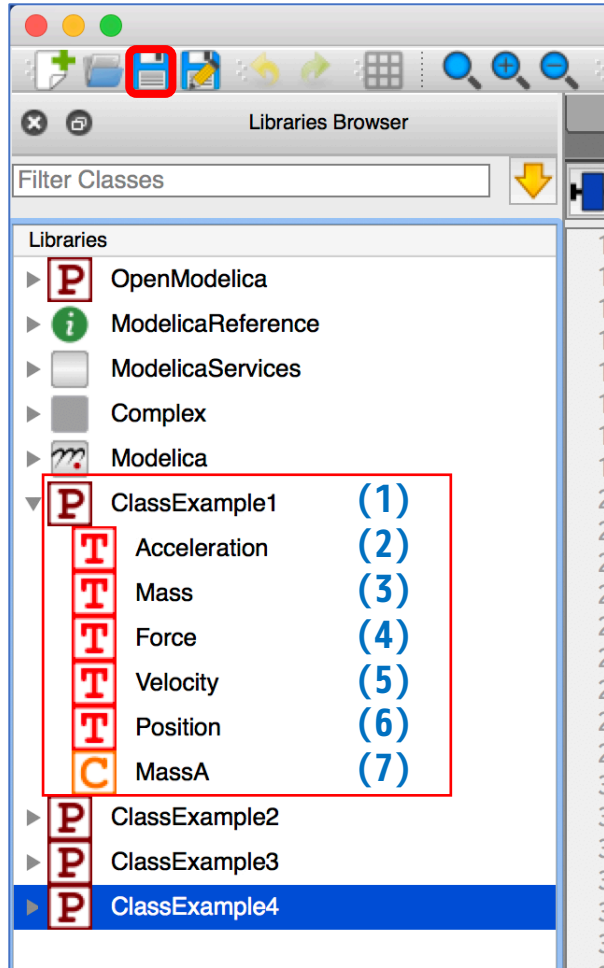 Libraries Browser
Filter Classes
Libraries
P OpenModelica
i ModelicaReference
ModelicaServices
Complex
m Modelica
P ClassExample1 (1)
T Acceleration (2)
T Mass (3)
T Force (4)
T Velocity (5)
T Position (6)
C MassA (7)
P ClassExample2
P ClassExample3
P ClassExample4